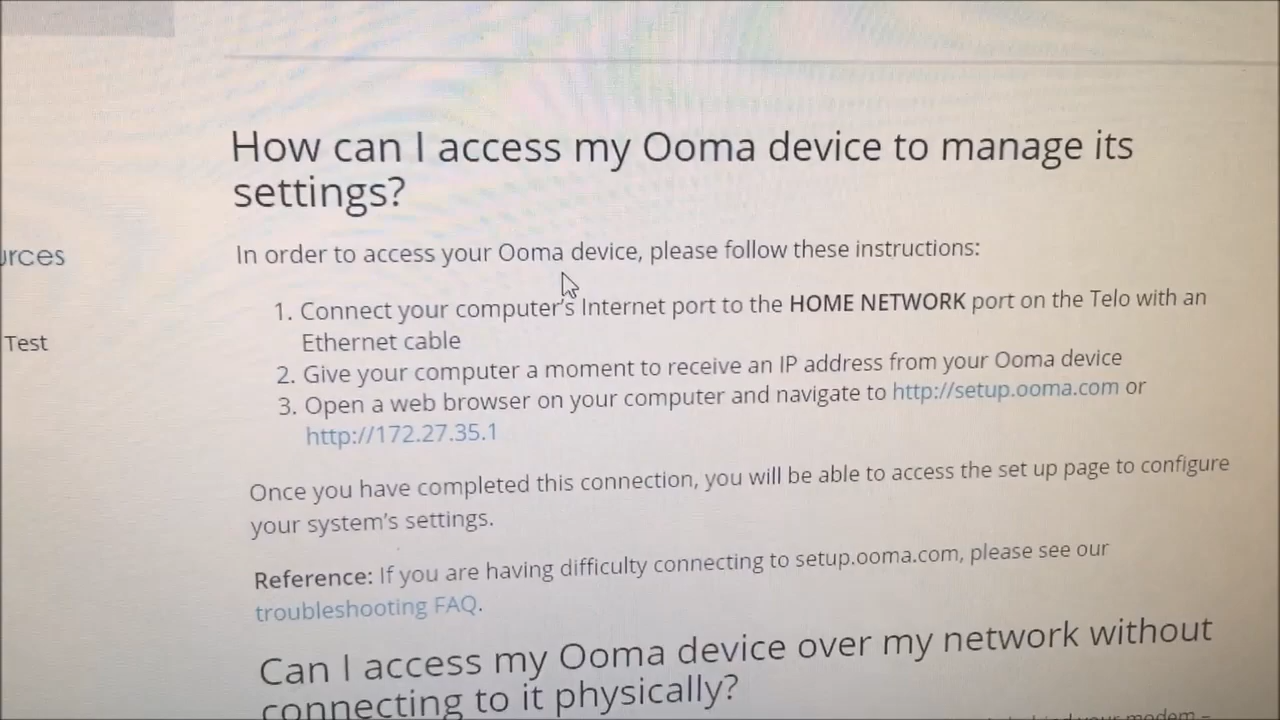 How can I access my Ooma device to manage its
settings?
urces
In order to access your Ooma device, please follow these instructions:
1. Connect your computer's Internet port to the HOME NETWORK port on the Telo with an
Test
Ethernet cable
2. Give your computer a moment to receive an IP address from your Ooma device
3. Open a web browser on your computer and navigate to http://setup.ooma.com or
http://172.27.35.1
Once you have completed this connection, you will be able to access the set up page to configure
your system's settings.
Reference: If you are having difficulty connecting to setup.ooma.com, please see our
troubleshooting FAQ.
Can I access my Ooma device over my network without
connecting to it physically?
your modem –